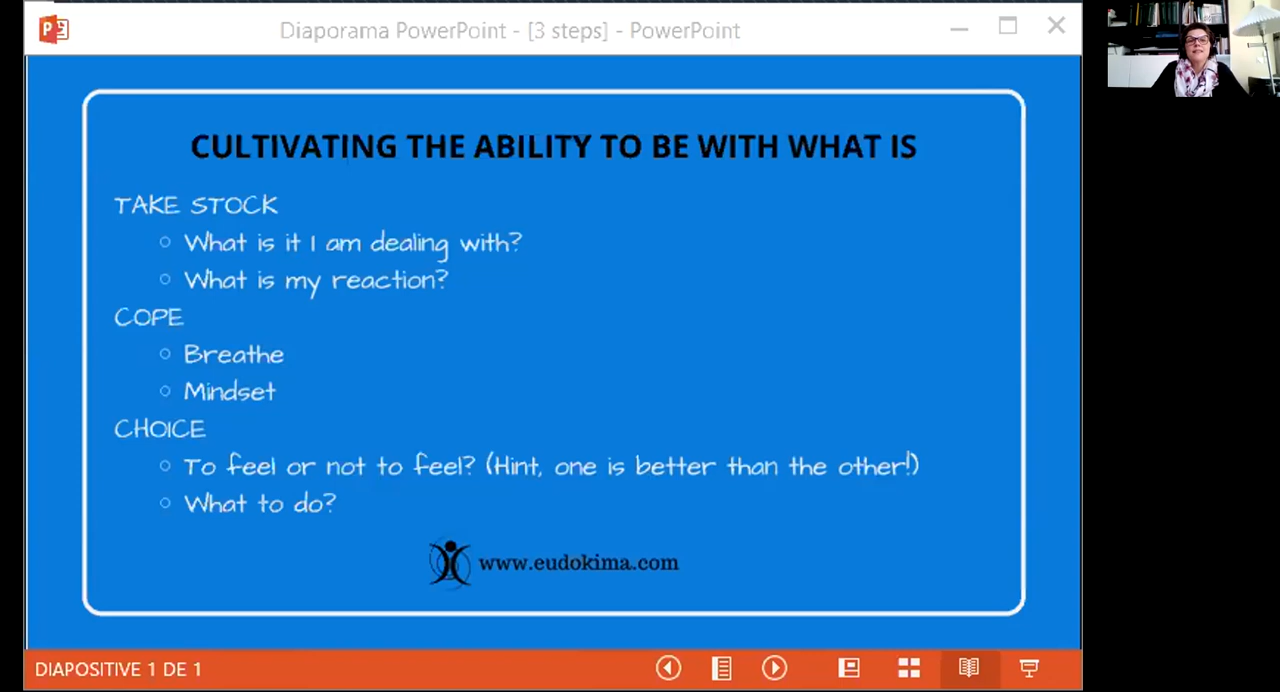 Diaporama PowerPoint - [3 steps] - PowerPoint
CULTIVATING THE ABILITY TO BE WITH WHAT IS
TAKE STOCK
What is it I am dealing with?
What is my reaction?
COPE
Breathe
Mindset
CHOICE
To feel or not to feel? (Hint, one is better than the other!)
What to do?
www.eudokima.com
DIAPOSITIVE 1 DE 1